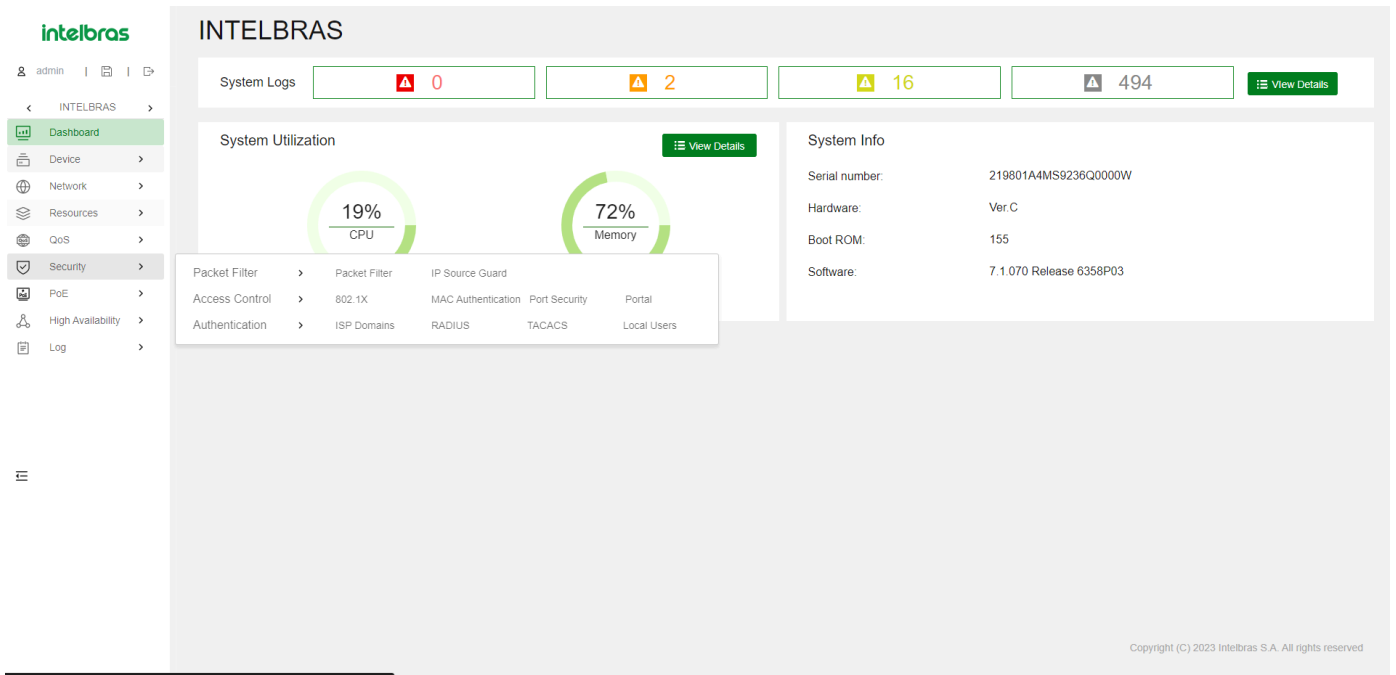 intelbras
INTELBRAS
admin | |
System Logs 0 2 16 494 View Details
INTELBRAS
Dashboard
Device
Network
Resources
QoS
Security
PoE
High Availability
Log
System Utilization View Details
19%
CPU
72%
Memory
System Info
Serial number: 219801A4MS9236Q0000W
Hardware: Ver.C
Boot ROM: 155
Software: 7.1.070 Release 6358P03
Packet Filter Packet Filter IP Source Guard
Access Control 802.1X MAC Authentication Port Security Portal
Authentication ISP Domains RADIUS TACACS Local Users
Copyright (C) 2023 Intelbras S.A. All rights reserved